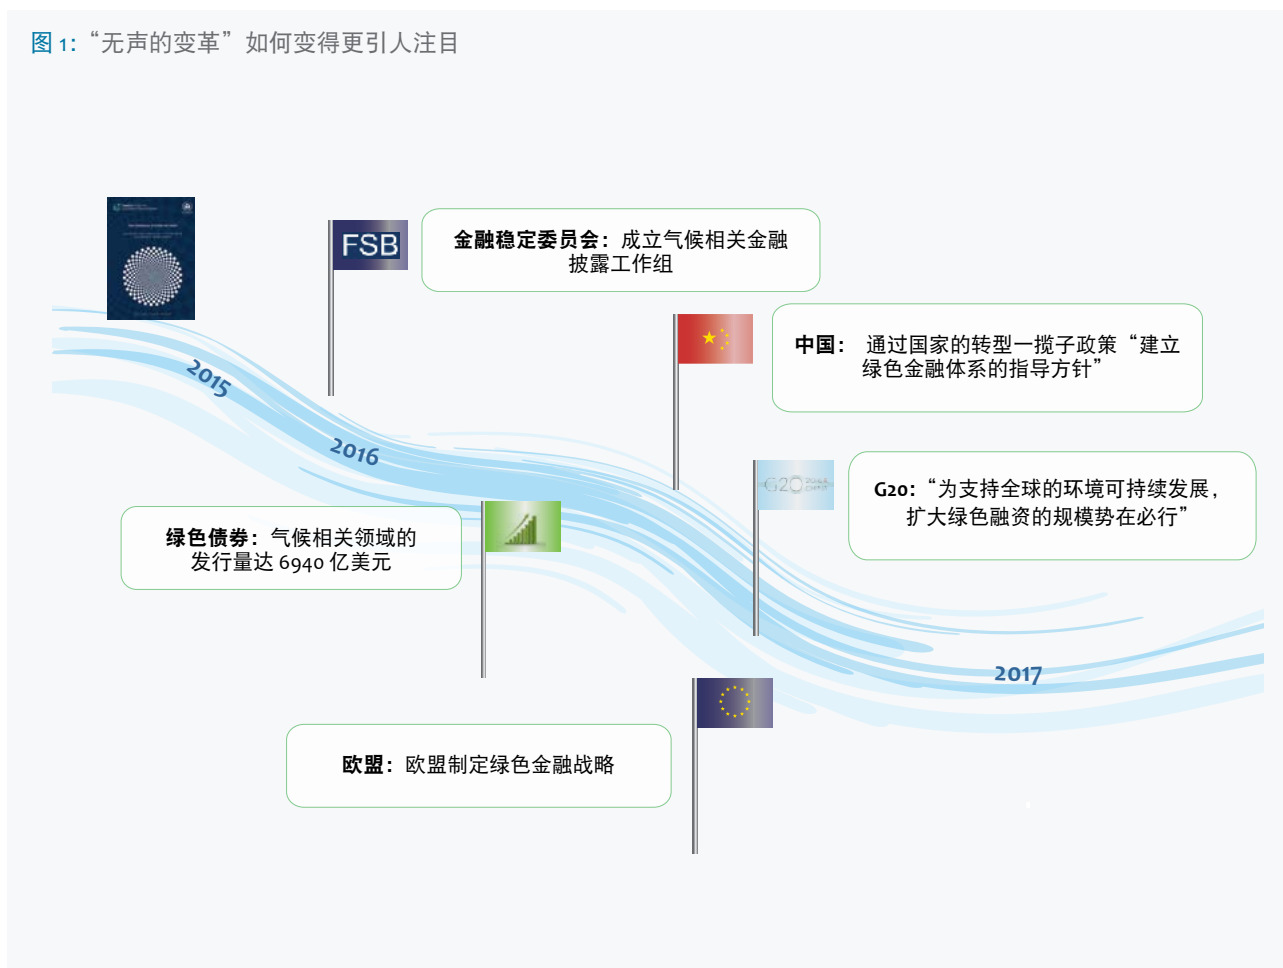 图 1：“无声的变革”如何变得更引人注目
FSB
金融稳定委员会：成立气候相关金融
披露工作组
中国： 通过国家的转型一揽子政策“建立
绿色金融体系的指导方针”
2015
2016
G20
G20：“为支持全球的环境可持续发展，
扩大绿色融资的规模势在必行”
绿色债券：气候相关领域的
发行量达 6940 亿美元
2017
欧盟：欧盟制定绿色金融战略